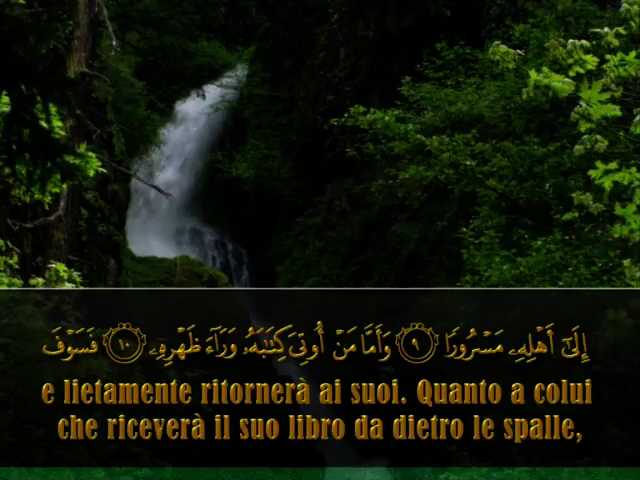 إِلَىٰٓ أَهْلِهِۦ مَسْرُورًا ٩ وَأَمَّا مَنْ أُوتِىَ كِتَـٰبَهُۥ وَرَآءَ ظَهْرِهِۦ ١٠ فَسَوْفَ
e lietamente ritornerà ai suoi. Quanto a colui
che riceverà il suo libro da dietro le spalle,